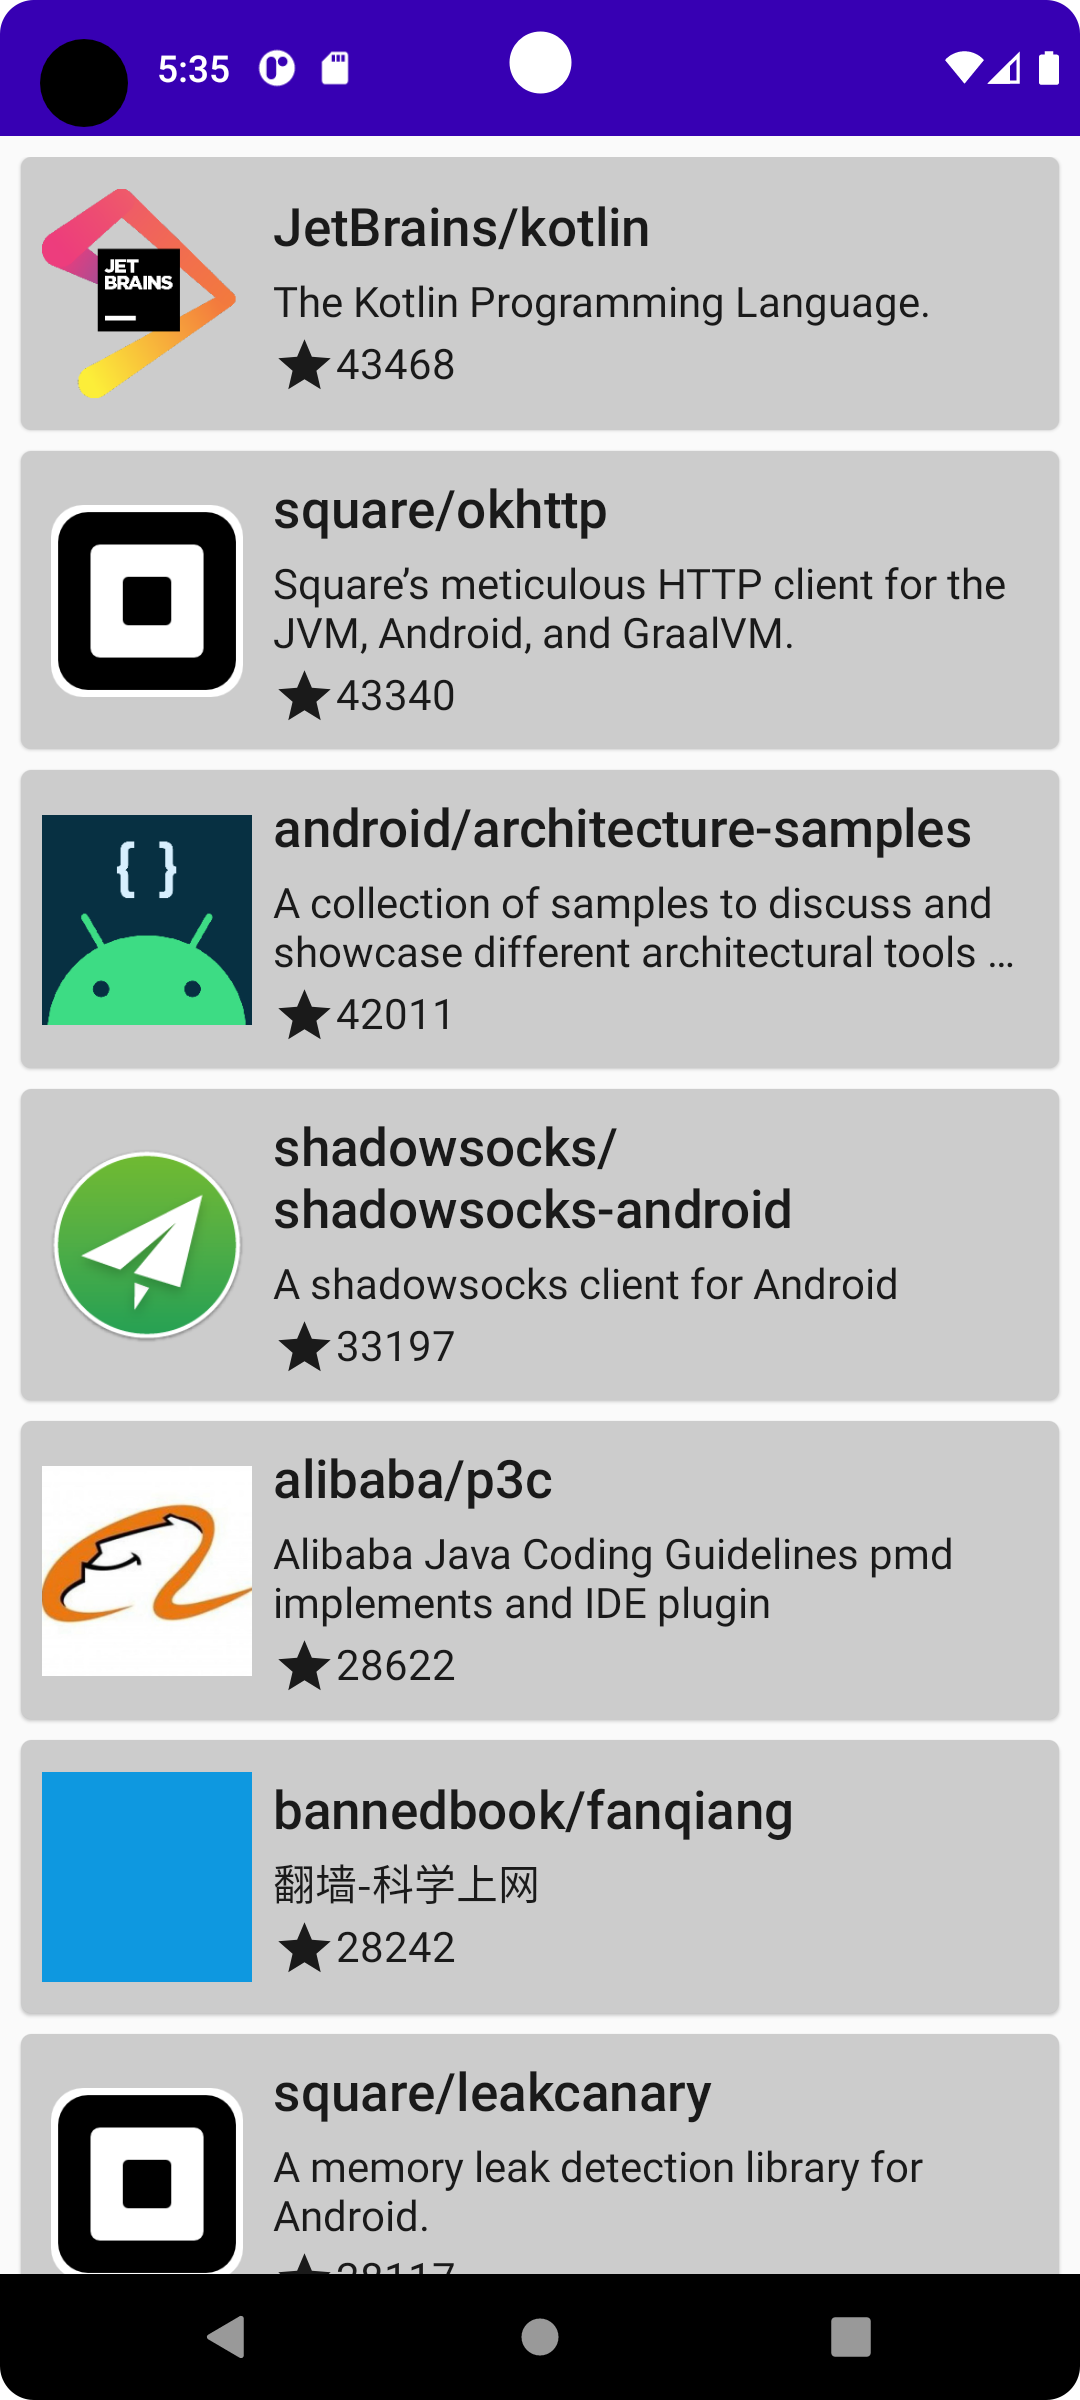 5:35
JET
BRAINS
JetBrains/kotlin
The Kotlin Programming Language.
43468
square/okhttp
Square’s meticulous HTTP client for the
JVM, Android, and GraalVM.
43340
{ }
android/architecture-samples
A collection of samples to discuss and
showcase different architectural tools …
42011
shadowsocks/
shadowsocks-android
A shadowsocks client for Android
33197
alibaba/p3c
Alibaba Java Coding Guidelines pmd
implements and IDE plugin
28622
bannedbook/fanqiang
翻墙-科学上网
28242
square/leakcanary
A memory leak detection library for
Android.